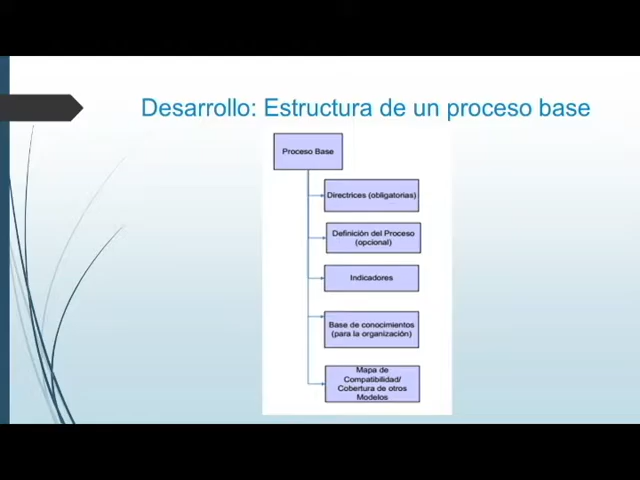 Desarrollo: Estructura de un proceso base
Proceso Base
Directrices (obligatorias)
Definición del Proceso
(opcional)
Indicadores
Base de conocimientos
(para la organización)
Mapa de
Compatibilidad/
Cobertura de otros
Modelos